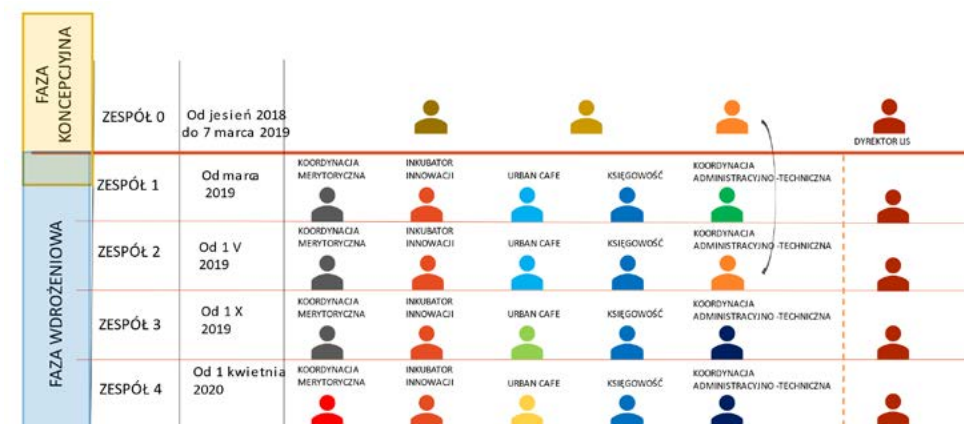 FAZA
KONCEPCYJNA
ZESPÓŁ 0
Od jesień 2018
do 7 marca 2019
DYREKTOR LIS
FAZA WDROŻENIOWA
ZESPÓŁ 1
Od marca
2019
KOORDYNACJA
MERYTORYCZNA
INKUBATOR
INNOWACJI
URBAN CAFE
KSIĘGOWOŚĆ
KOORDYNACJA
ADMINISTRACYJNO -TECHNICZNA
ZESPÓŁ 2
Od 1 V
2019
KOORDYNACJA
MERYTORYCZNA
INKUBATOR
INNOWACJI
URBAN CAFE
KSIĘGOWOŚĆ
KOORDYNACJA
ADMINISTRACYJNO -TECHNICZNA
ZESPÓŁ 3
Od 1 X
2019
KOORDYNACJA
MERYTORYCZNA
INKUBATOR
INNOWACJI
URBAN CAFE
KSIĘGOWOŚĆ
KOORDYNACJA
ADMINISTRACYJNO -TECHNICZNA
ZESPÓŁ 4
Od 1 kwietnia
2020
KOORDYNACJA
MERYTORYCZNA
INKUBATOR
INNOWACJI
URBAN CAFE
KSIĘGOWOŚĆ
KOORDYNACJA
ADMINISTRACYJNO -TECHNICZNA